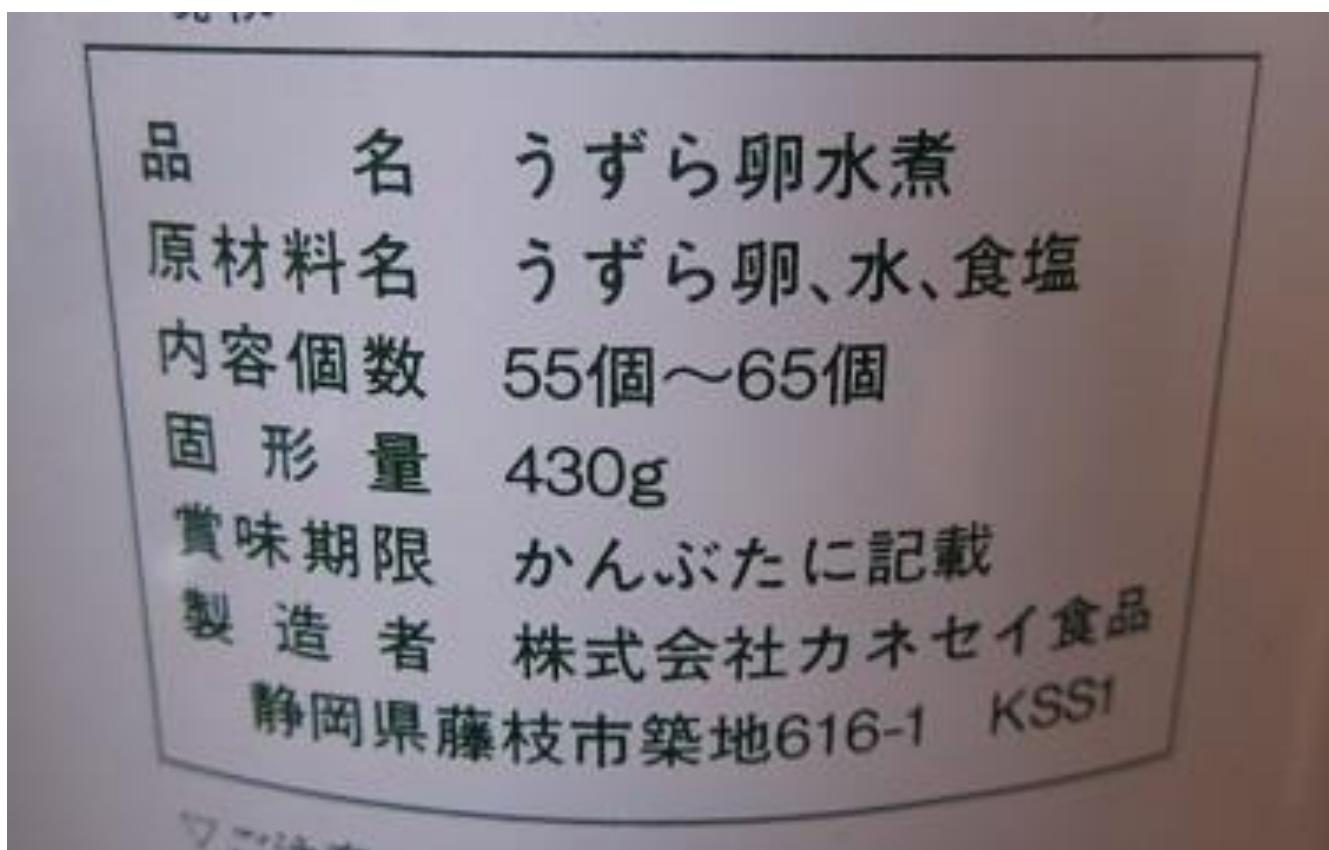 品名 うずら卵水煮
原材料名 うずら卵、水、食塩
内容個数 55個～65個
固形量 430g
賞味期限 かんぶたに記載
製造者 株式会社カネセイ食品
静岡県藤枝市築地616-1 KSS1